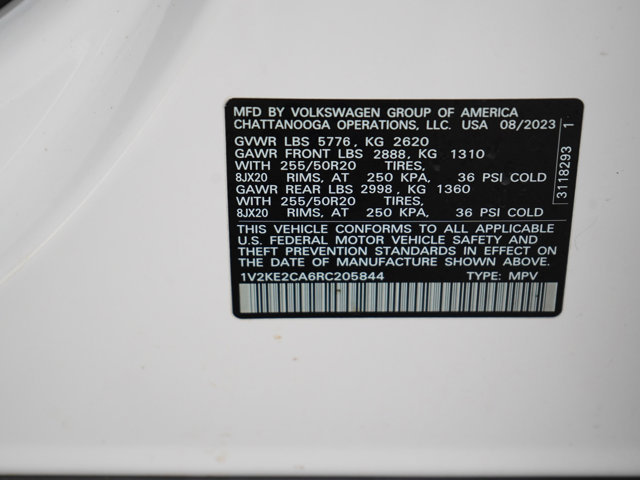 MFD BY VOLKSWAGEN GROUP OF AMERICA
CHATTANOOGA OPERATIONS, LLC. USA 08/2023
GVWR LBS 5776, KG 2620
GAWR FRONT LBS 2888, KG 1310
WITH 255/50R20 TIRES,
8JX20 RIMS, AT 250 KPA, 36 PSI COLD
GAWR REAR LBS 2998, KG 1360
WITH 255/50R20 TIRES,
8JX20 RIMS, AT 250 KPA, 36 PSI COLD
THIS VEHICLE CONFORMS TO ALL APPLICABLE
U.S. FEDERAL MOTOR VEHICLE SAFETY AND
THEFT PREVENTION STANDARDS IN EFFECT ON
THE DATE OF MANUFACTURE SHOWN ABOVE.
1V2KE2CA6RC205844 TYPE: MPV
3118293 1